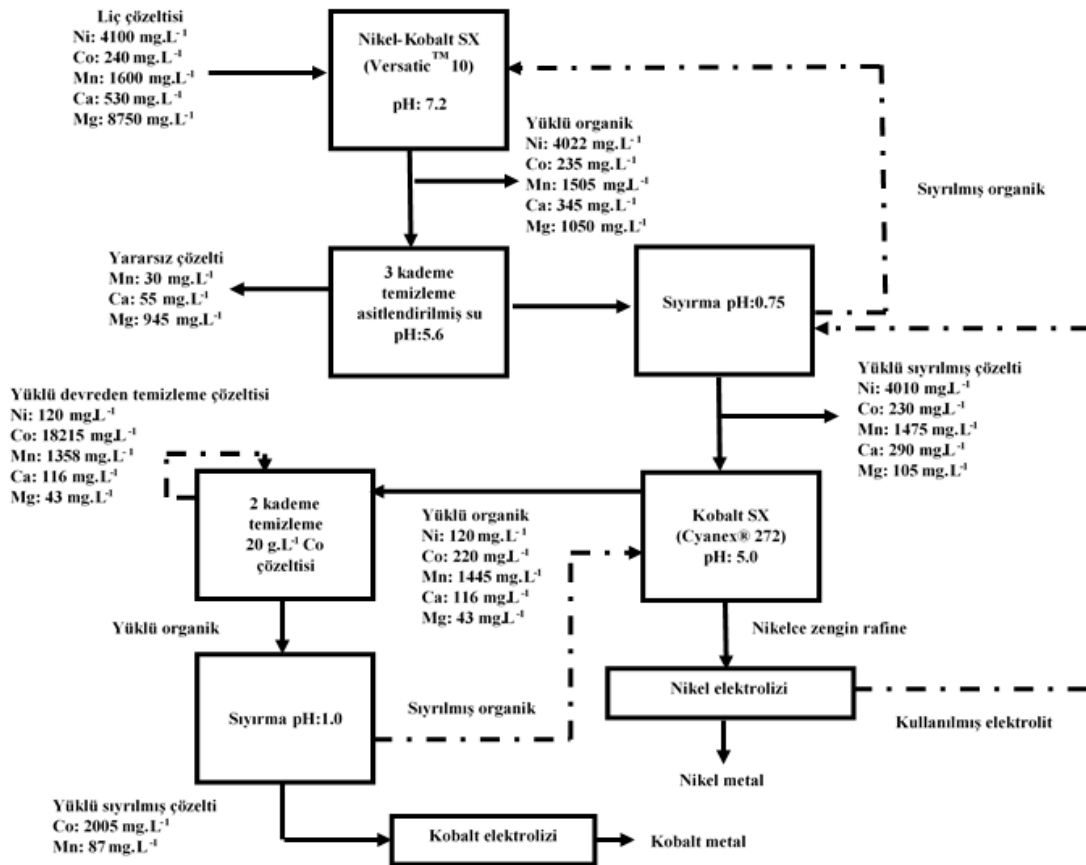 Liç çözeltisi
Ni: 4100 mg.L⁻¹
Co: 240 mg.L⁻¹
Mn: 1600 mg.L⁻¹
Ca: 530 mg.L⁻¹
Mg: 8750 mg.L⁻¹
Nikel-Kobalt SX
(Versatic™ 10)
pH: 7.2
Yüklü organik
Ni: 4022 mg.L⁻¹
Co: 235 mg.L⁻¹
Mn: 1505 mg.L⁻¹
Ca: 345 mg.L⁻¹
Mg: 1050 mg.L⁻¹
Sıyrılmış organik
Yararsız çözelti
Mn: 30 mg.L⁻¹
Ca: 55 mg.L⁻¹
Mg: 945 mg.L⁻¹
3 kademe
temizleme
asitlendirilmiş su
pH:5.6
Sıyırma pH:0.75
Yüklü sıyrılmış çözelti
Ni: 4010 mg.L⁻¹
Co: 230 mg.L⁻¹
Mn: 1475 mg.L⁻¹
Ca: 290 mg.L⁻¹
Mg: 105 mg.L⁻¹
Yüklü devreden temizleme çözeltisi
Ni: 120 mg.L⁻¹
Co: 18215 mg.L⁻¹
Mn: 1358 mg.L⁻¹
Ca: 116 mg.L⁻¹
Mg: 43 mg.L⁻¹
2 kademe
temizleme
20 g.L⁻¹ Co
çözeltisi
Yüklü organik
Ni: 120 mg.L⁻¹
Co: 220 mg.L⁻¹
Mn: 1445 mg.L⁻¹
Ca: 116 mg.L⁻¹
Mg: 43 mg.L⁻¹
Kobalt SX
(Cyanex® 272)
pH: 5.0
Yüklü organik
Nikelce zengin rafine
Sıyırma pH:1.0
Sıyrılmış organik
Nikel elektrolizi
Kullanılmış elektrolit
Nikel metal
Yüklü sıyrılmış çözelti
Co: 2005 mg.L⁻¹
Mn: 87 mg.L⁻¹
Kobalt elektrolizi
Kobalt metal